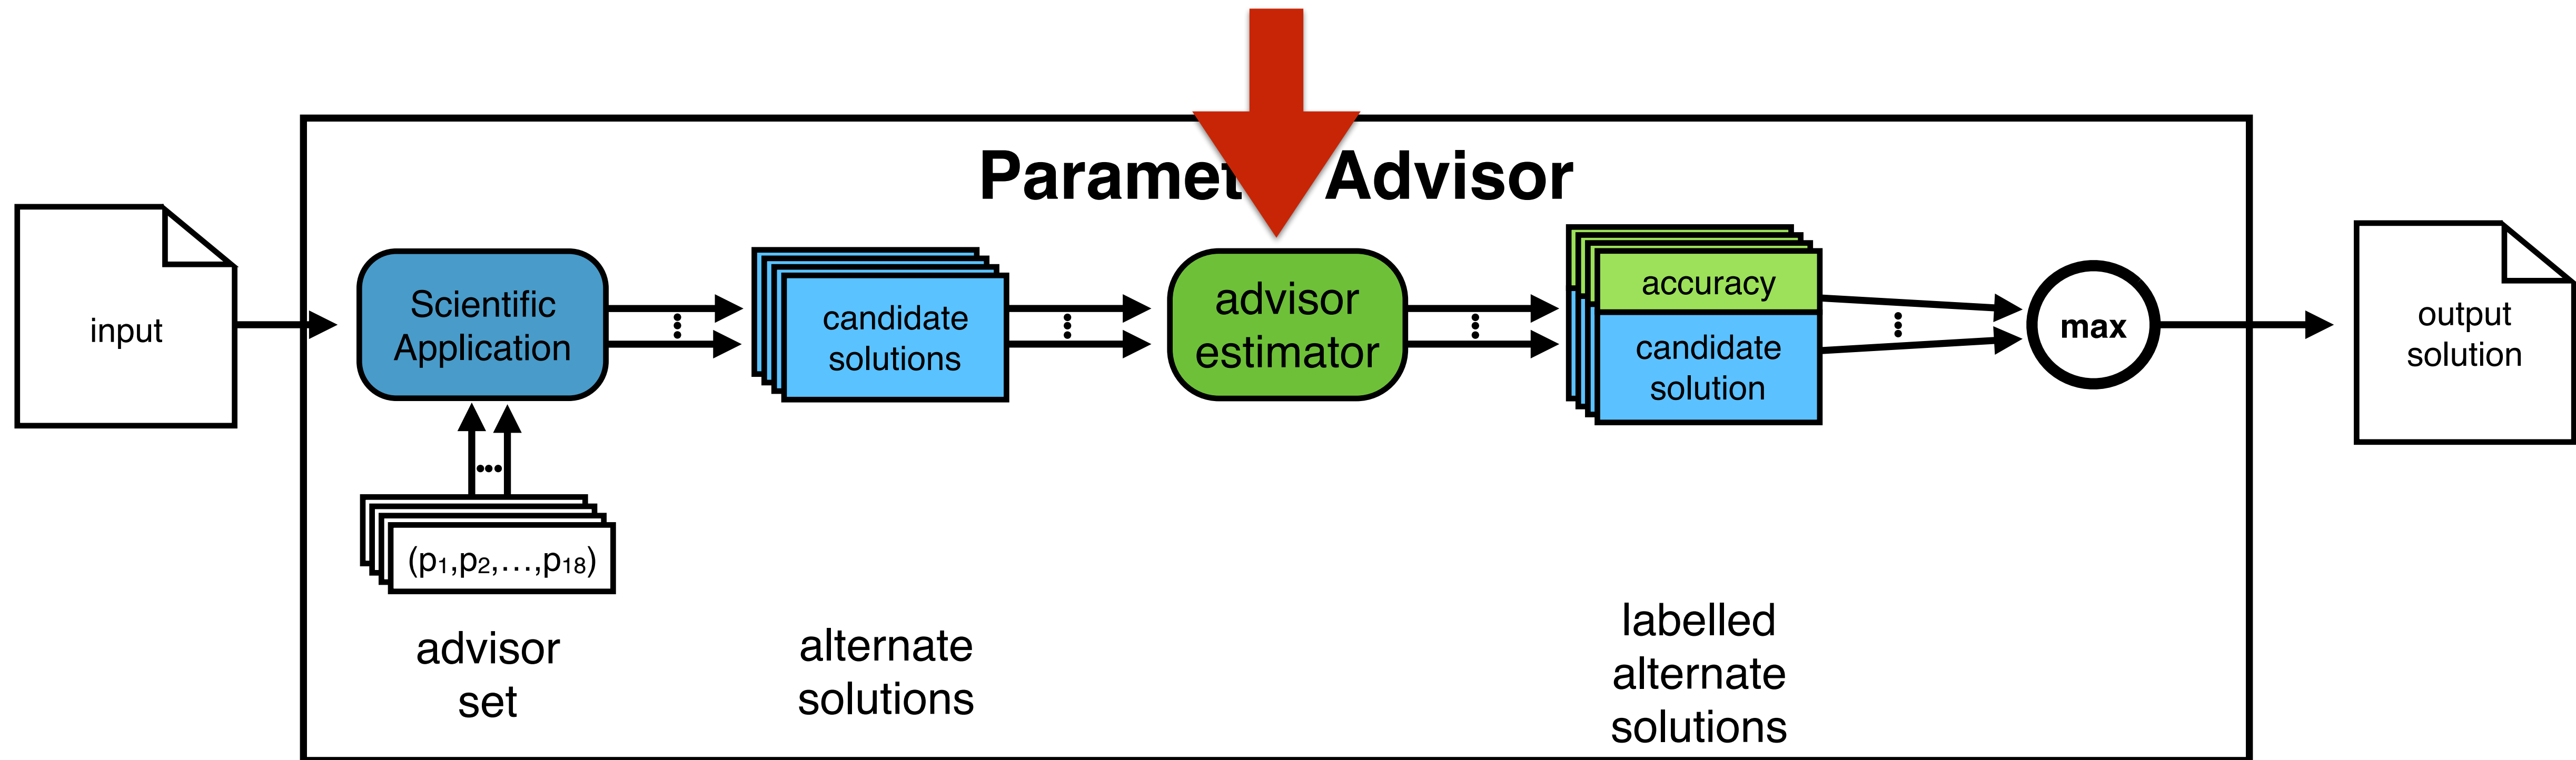 Paramet Advisor
input
Scientific
Application
candidate
solutions
advisor
estimator
accuracy
candidate
solution
max
output
solution
(p₁,p₂,…,p₁₈)
advisor
set
alternate
solutions
labelled
alternate
solutions